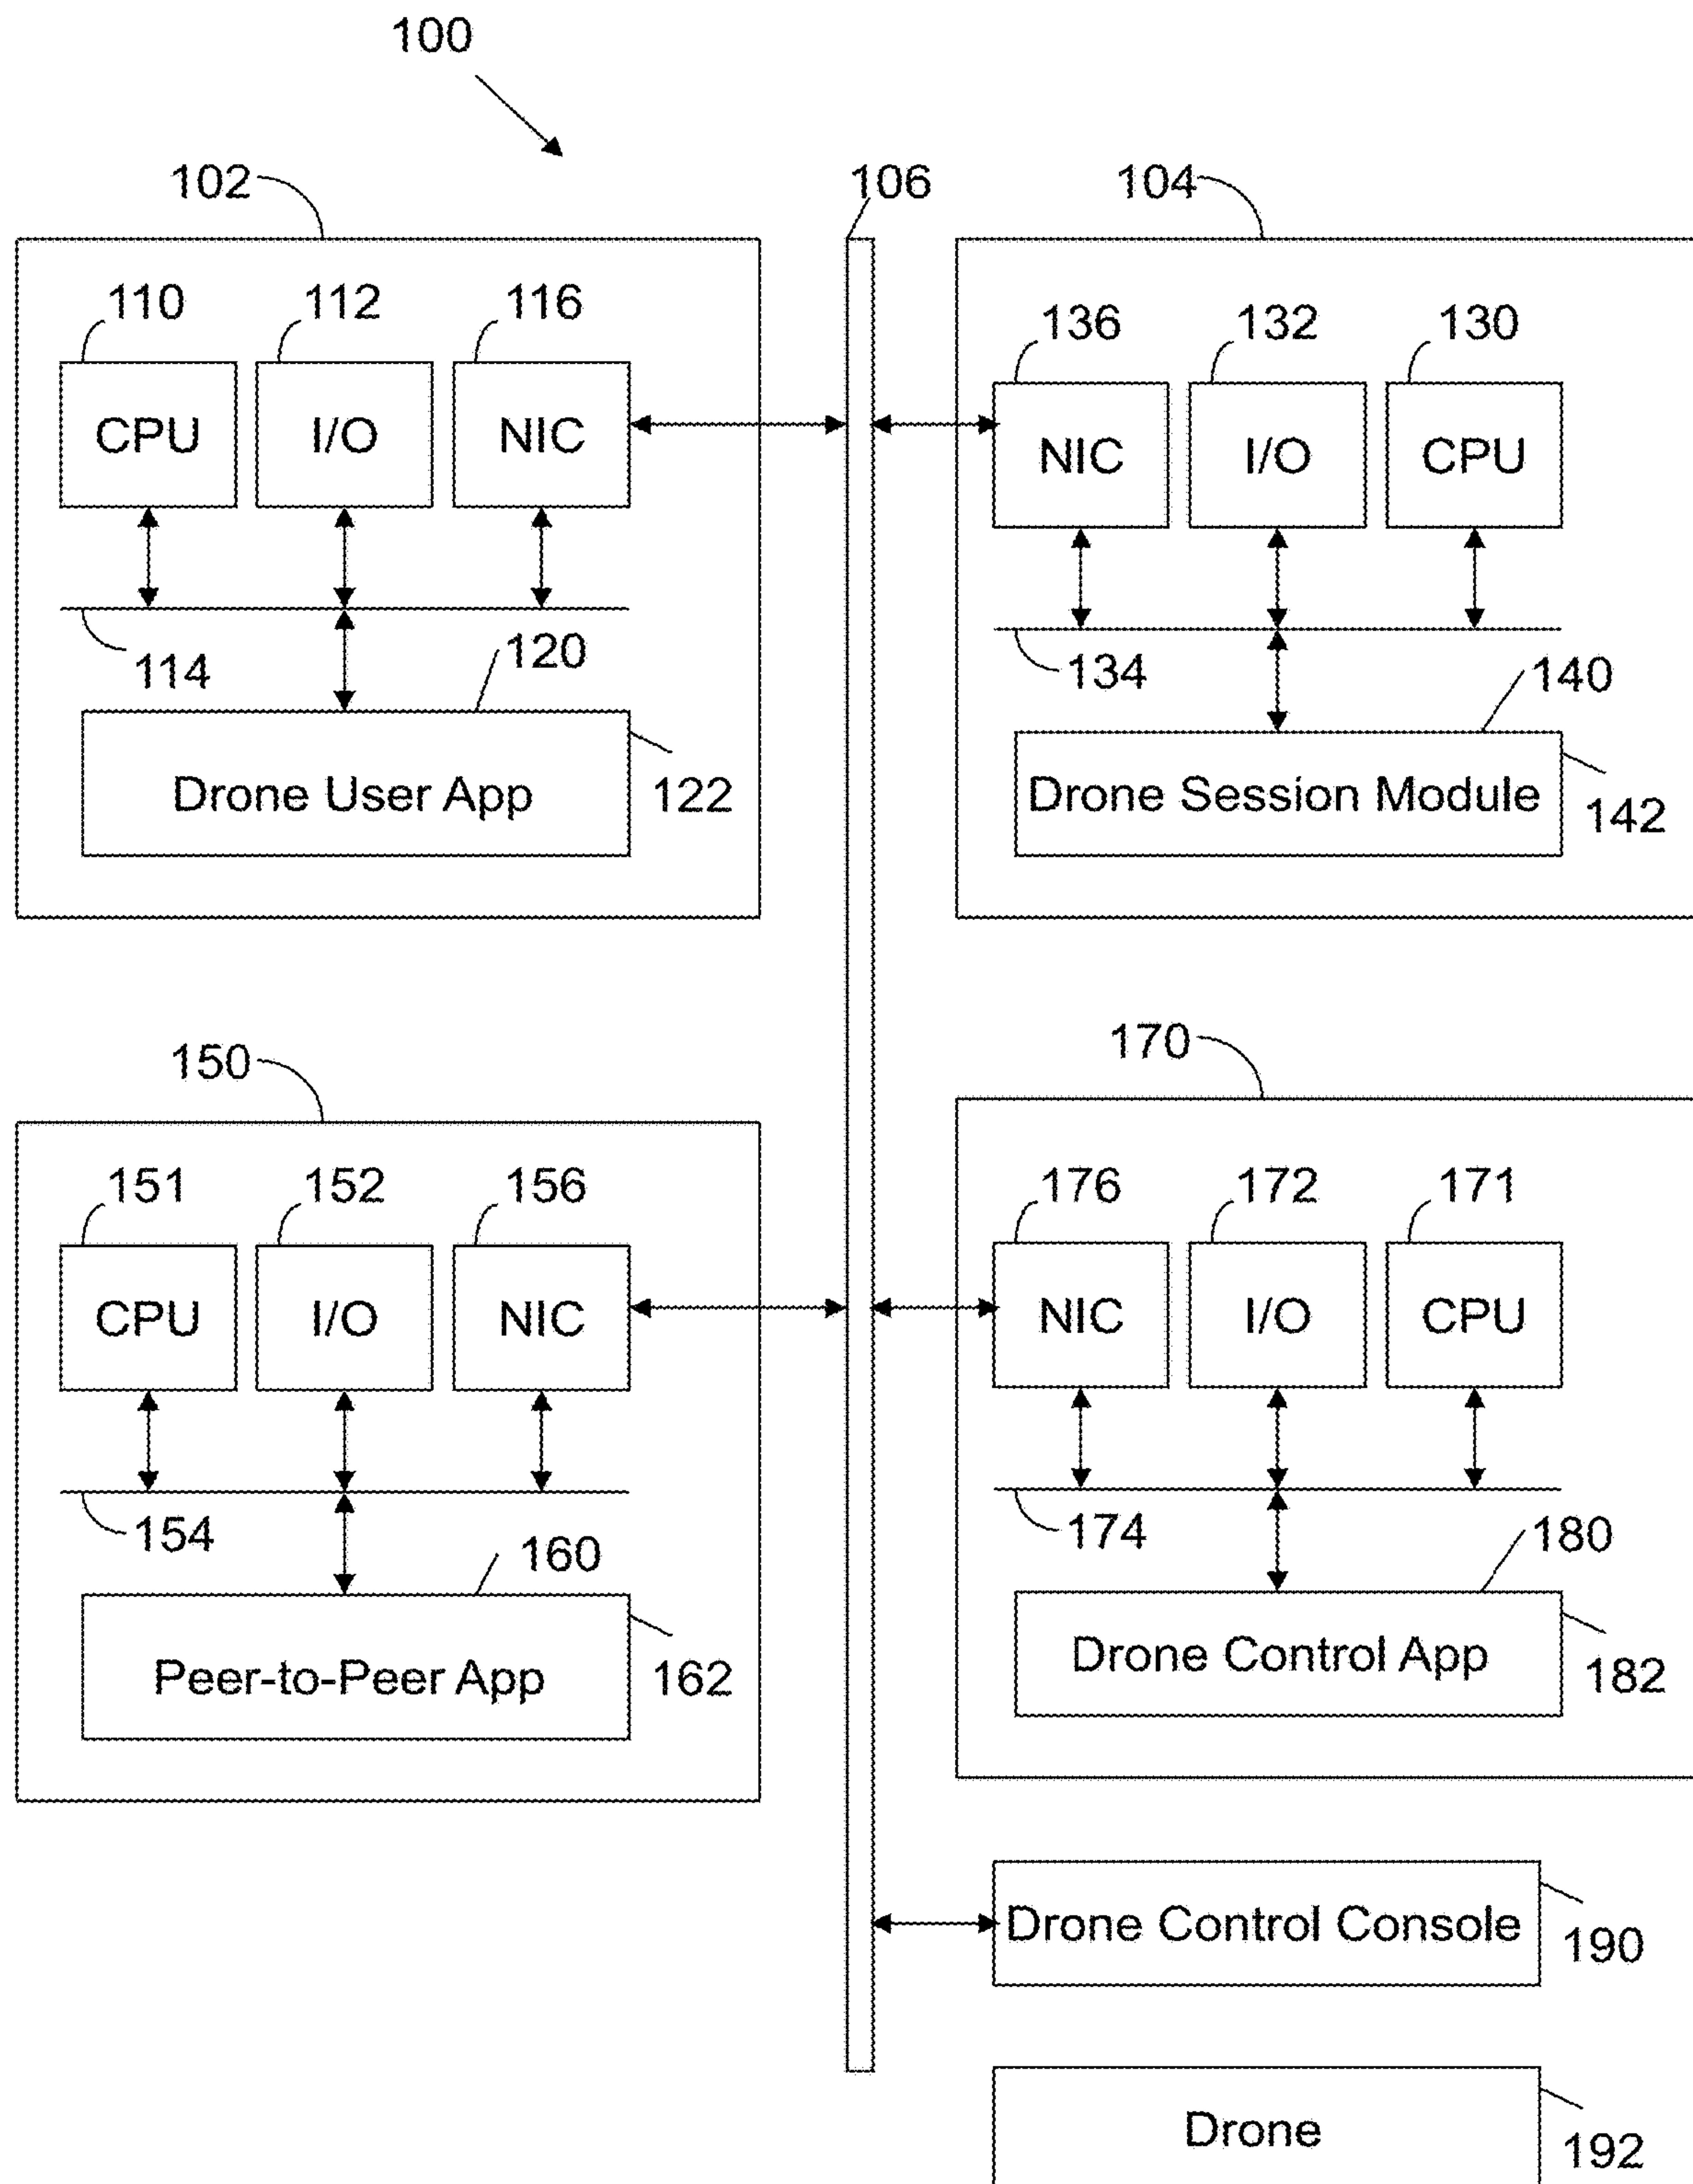 100
102
106
104
110
112
116
136
132
130
CPU
I/O
NIC
NIC
I/O
CPU
114
120
134
140
Drone User App
122
Drone Session Module
142
150
170
151
152
156
176
172
171
CPU
I/O
NIC
NIC
I/O
CPU
154
160
174
180
Peer-to-Peer App
162
Drone Control App
182
Drone Control Console
190
Drone
192